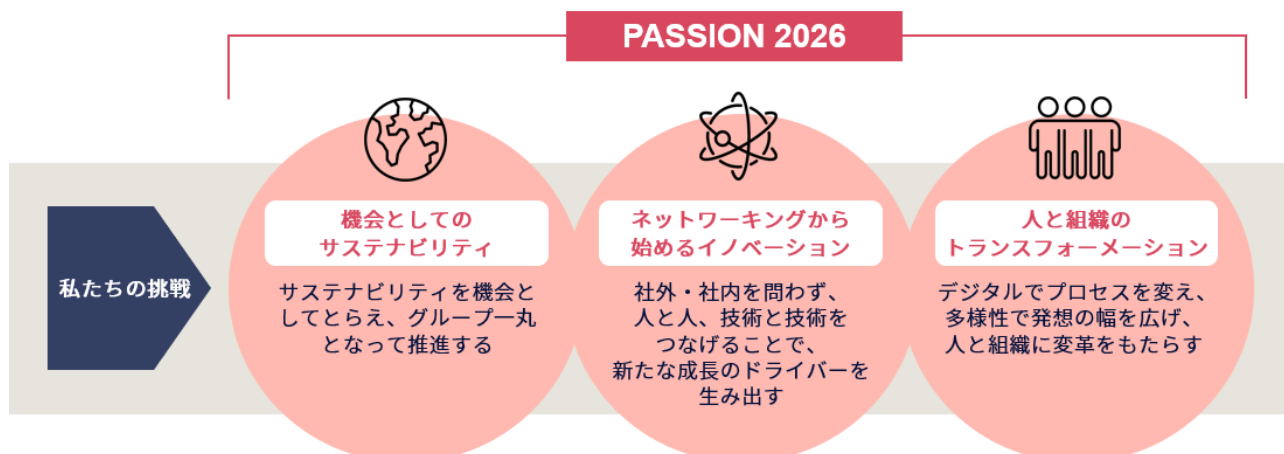 PASSION 2026
私たちの挑戦
機会としての
サステナビリティ
サステナビリティを機会と
してとらえ、グループ一丸
となって推進する
ネットワーキングから
始めるイノベーション
社外・社内を問わず、
人と人、技術と技術を
つなげることで、
新たな成長のドライバーを
生み出す
人と組織の
トランスフォーメーション
デジタルでプロセスを変え、
多様性で発想の幅を広げ、
人と組織に変革をもたらす